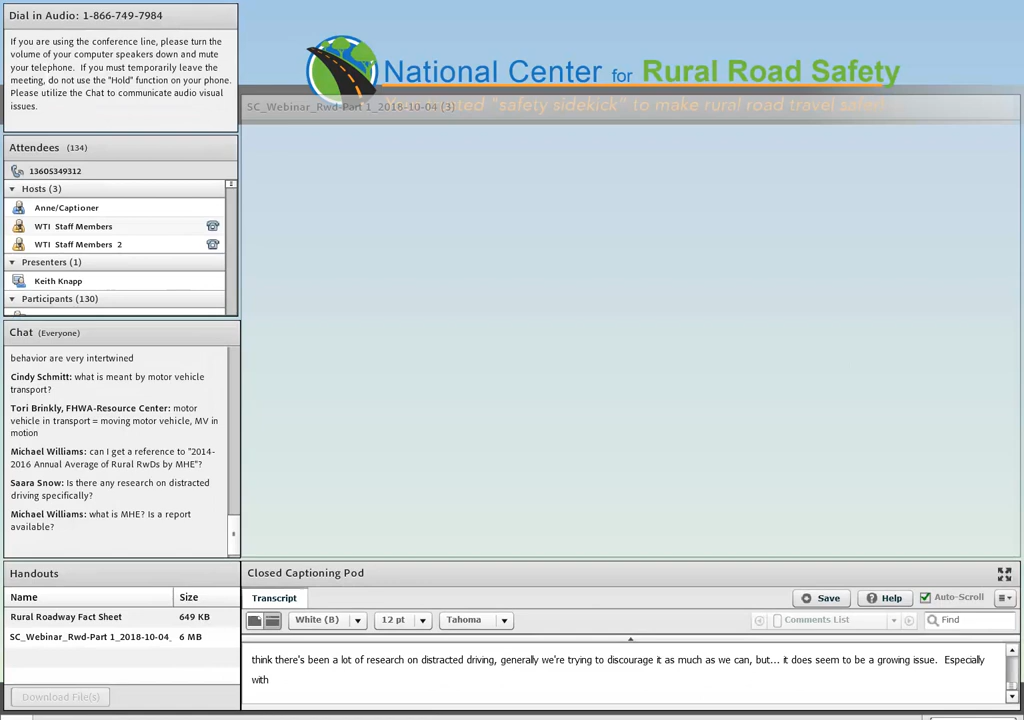 Dial in Audio: 1-866-749-7984
If you are using the conference line, please turn the
volume of your computer speakers down and mute
your telephone. If you must temporarily leave the
meeting, do not use the "Hold" function on your phone.
Please utilize the Chat to communicate audio visual
issues.
National Center for Rural Road Safety
"safety sidekick" to make rural road travel safer
SC_Webinar_Rwd-Part 1_2018-10-04 (3)
Attendees (134)
13605349312
Hosts (3)
Anne/Captioner
WTI Staff Members
WTI Staff Members 2
Presenters (1)
Keith Knapp
Participants (130)
Chat (Everyone)
behavior are very intertwined
Cindy Schmitt: what is meant by motor vehicle
transport?
Tori Brinkly, FHWA-Resource Center: motor
vehicle in transport = moving motor vehicle, MV in
motion
Michael Williams: can I get a reference to "2014-
2016 Annual Average of Rural RwDs by MHE"?
Saara Snow: Is there any research on distracted
driving specifically?
Michael Williams: what is MHE? Is a report
available?
Handouts
Name Size
Rural Roadway Fact Sheet 649 KB
SC_Webinar_Rwd-Part 1_2018-10-04_ 6 MB
Download File(s)
Closed Captioning Pod
Transcript Save Help Auto-Scroll
White (B) 12 pt Tahoma Comments List Find
think there's been a lot of research on distracted driving, generally we're trying to discourage it as much as we can, but... it does seem to be a growing issue. Especially
with